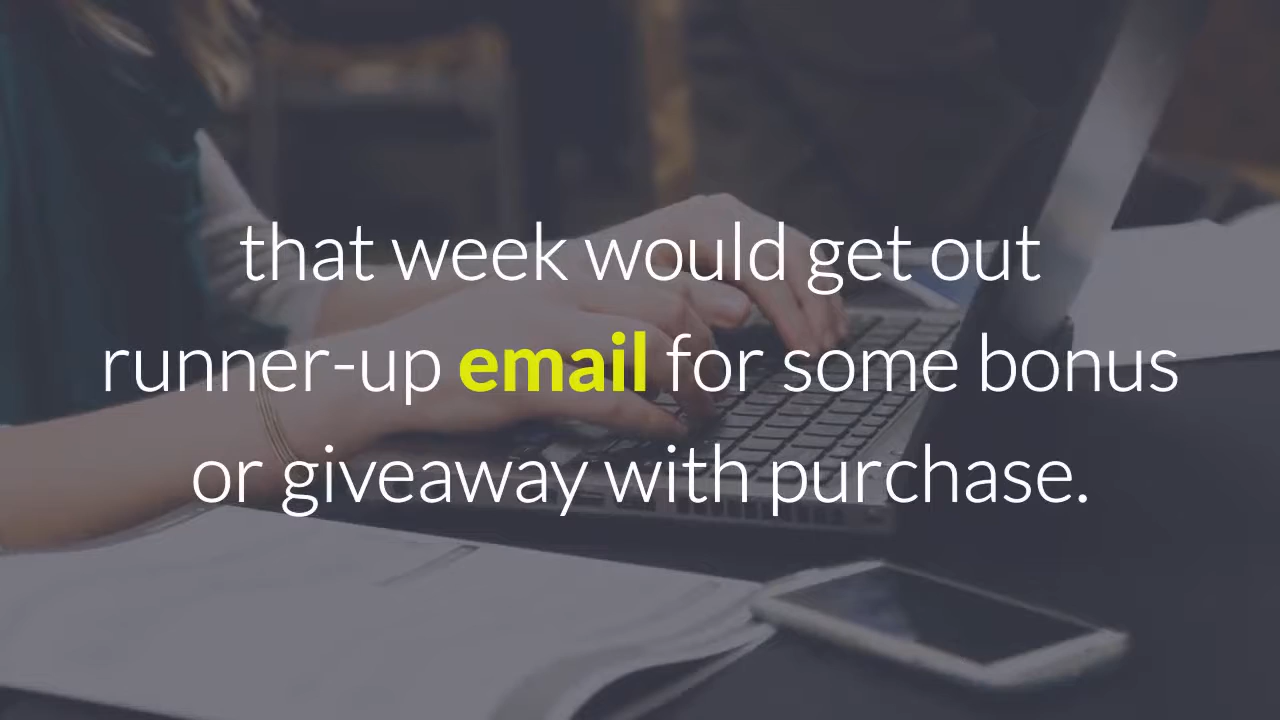 that week would get out
runner-up email for some bonus
or giveaway with purchase.